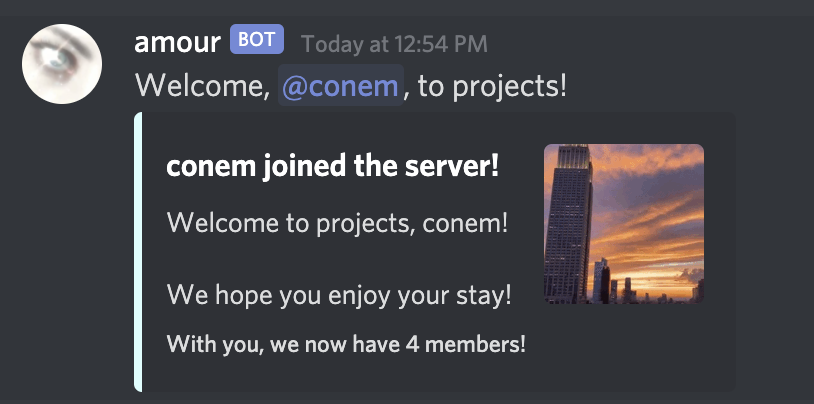 amour BOT Today at 12:54 PM
Welcome, @conem, to projects!
conem joined the server!
Welcome to projects, conem!
We hope you enjoy your stay!
With you, we now have 4 members!